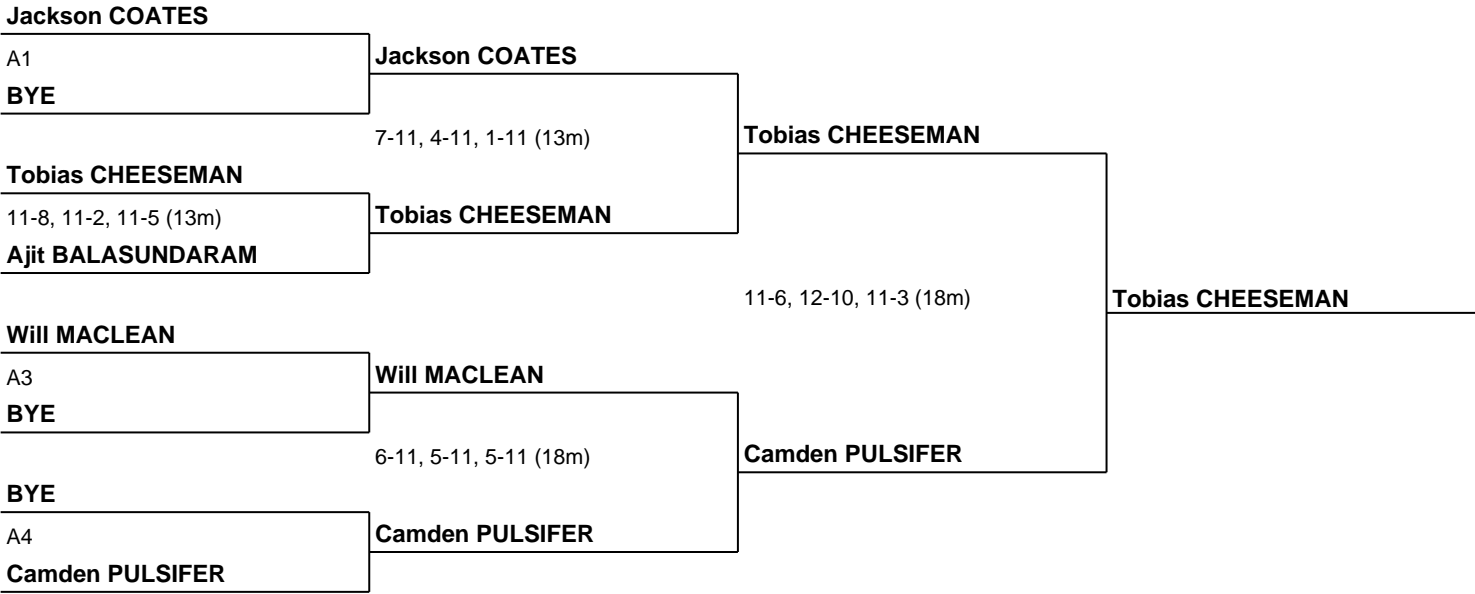 Jackson COATES
A1
BYE
Jackson COATES
7-11, 4-11, 1-11 (13m)
Tobias CHEESEMAN
Tobias CHEESEMAN
11-8, 11-2, 11-5 (13m)
Ajit BALASUNDARAM
Tobias CHEESEMAN
11-6, 12-10, 11-3 (18m)
Tobias CHEESEMAN
Will MACLEAN
A3
BYE
Will MACLEAN
6-11, 5-11, 5-11 (18m)
Camden PULSIFER
BYE
A4
Camden PULSIFER
Camden PULSIFER